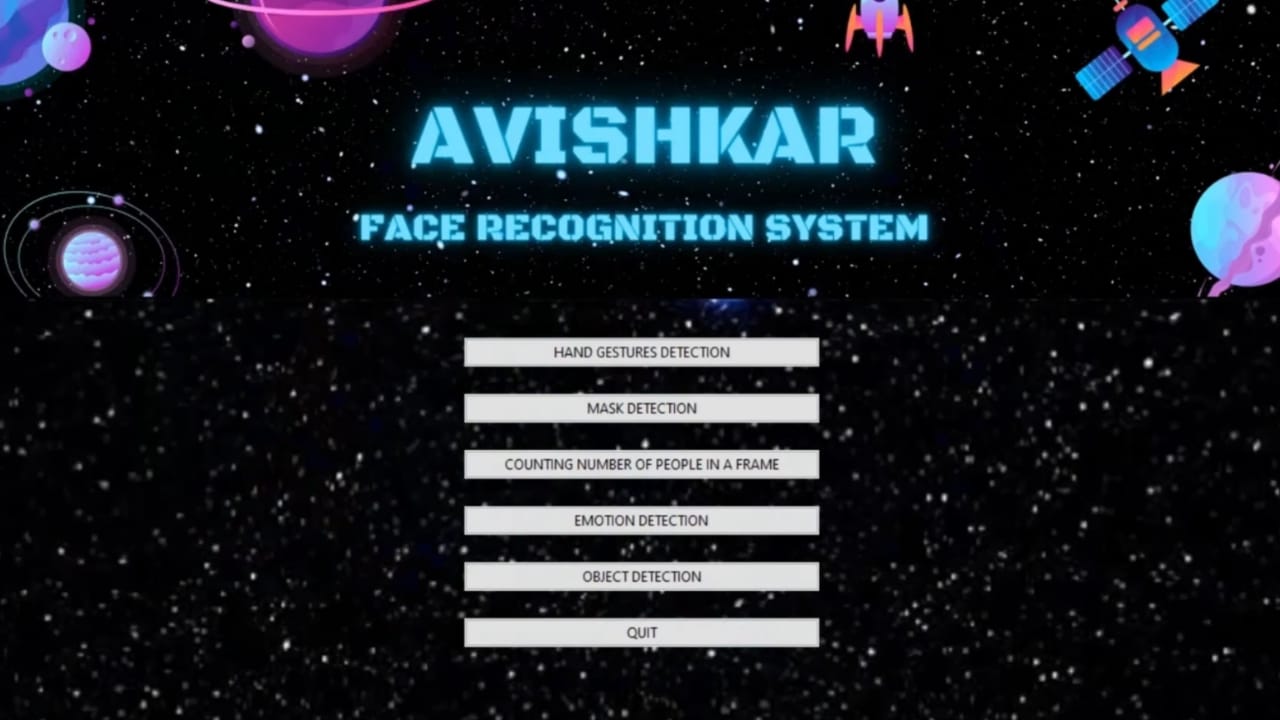 AVISHKAR
FACE RECOGNITION SYSTEM
HAND GESTURES DETECTION
MASK DETECTION
COUNTING NUMBER OF PEOPLE IN A FRAME
EMOTION DETECTION
OBJECT DETECTION
QUIT